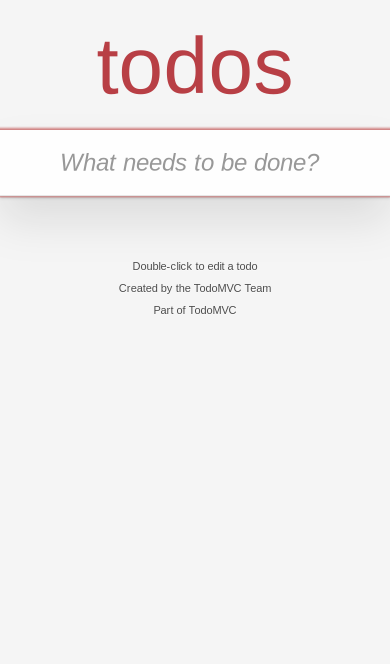 todos
What needs to be done?
Double-click to edit a todo
Created by the TodoMVC Team
Part of TodoMVC